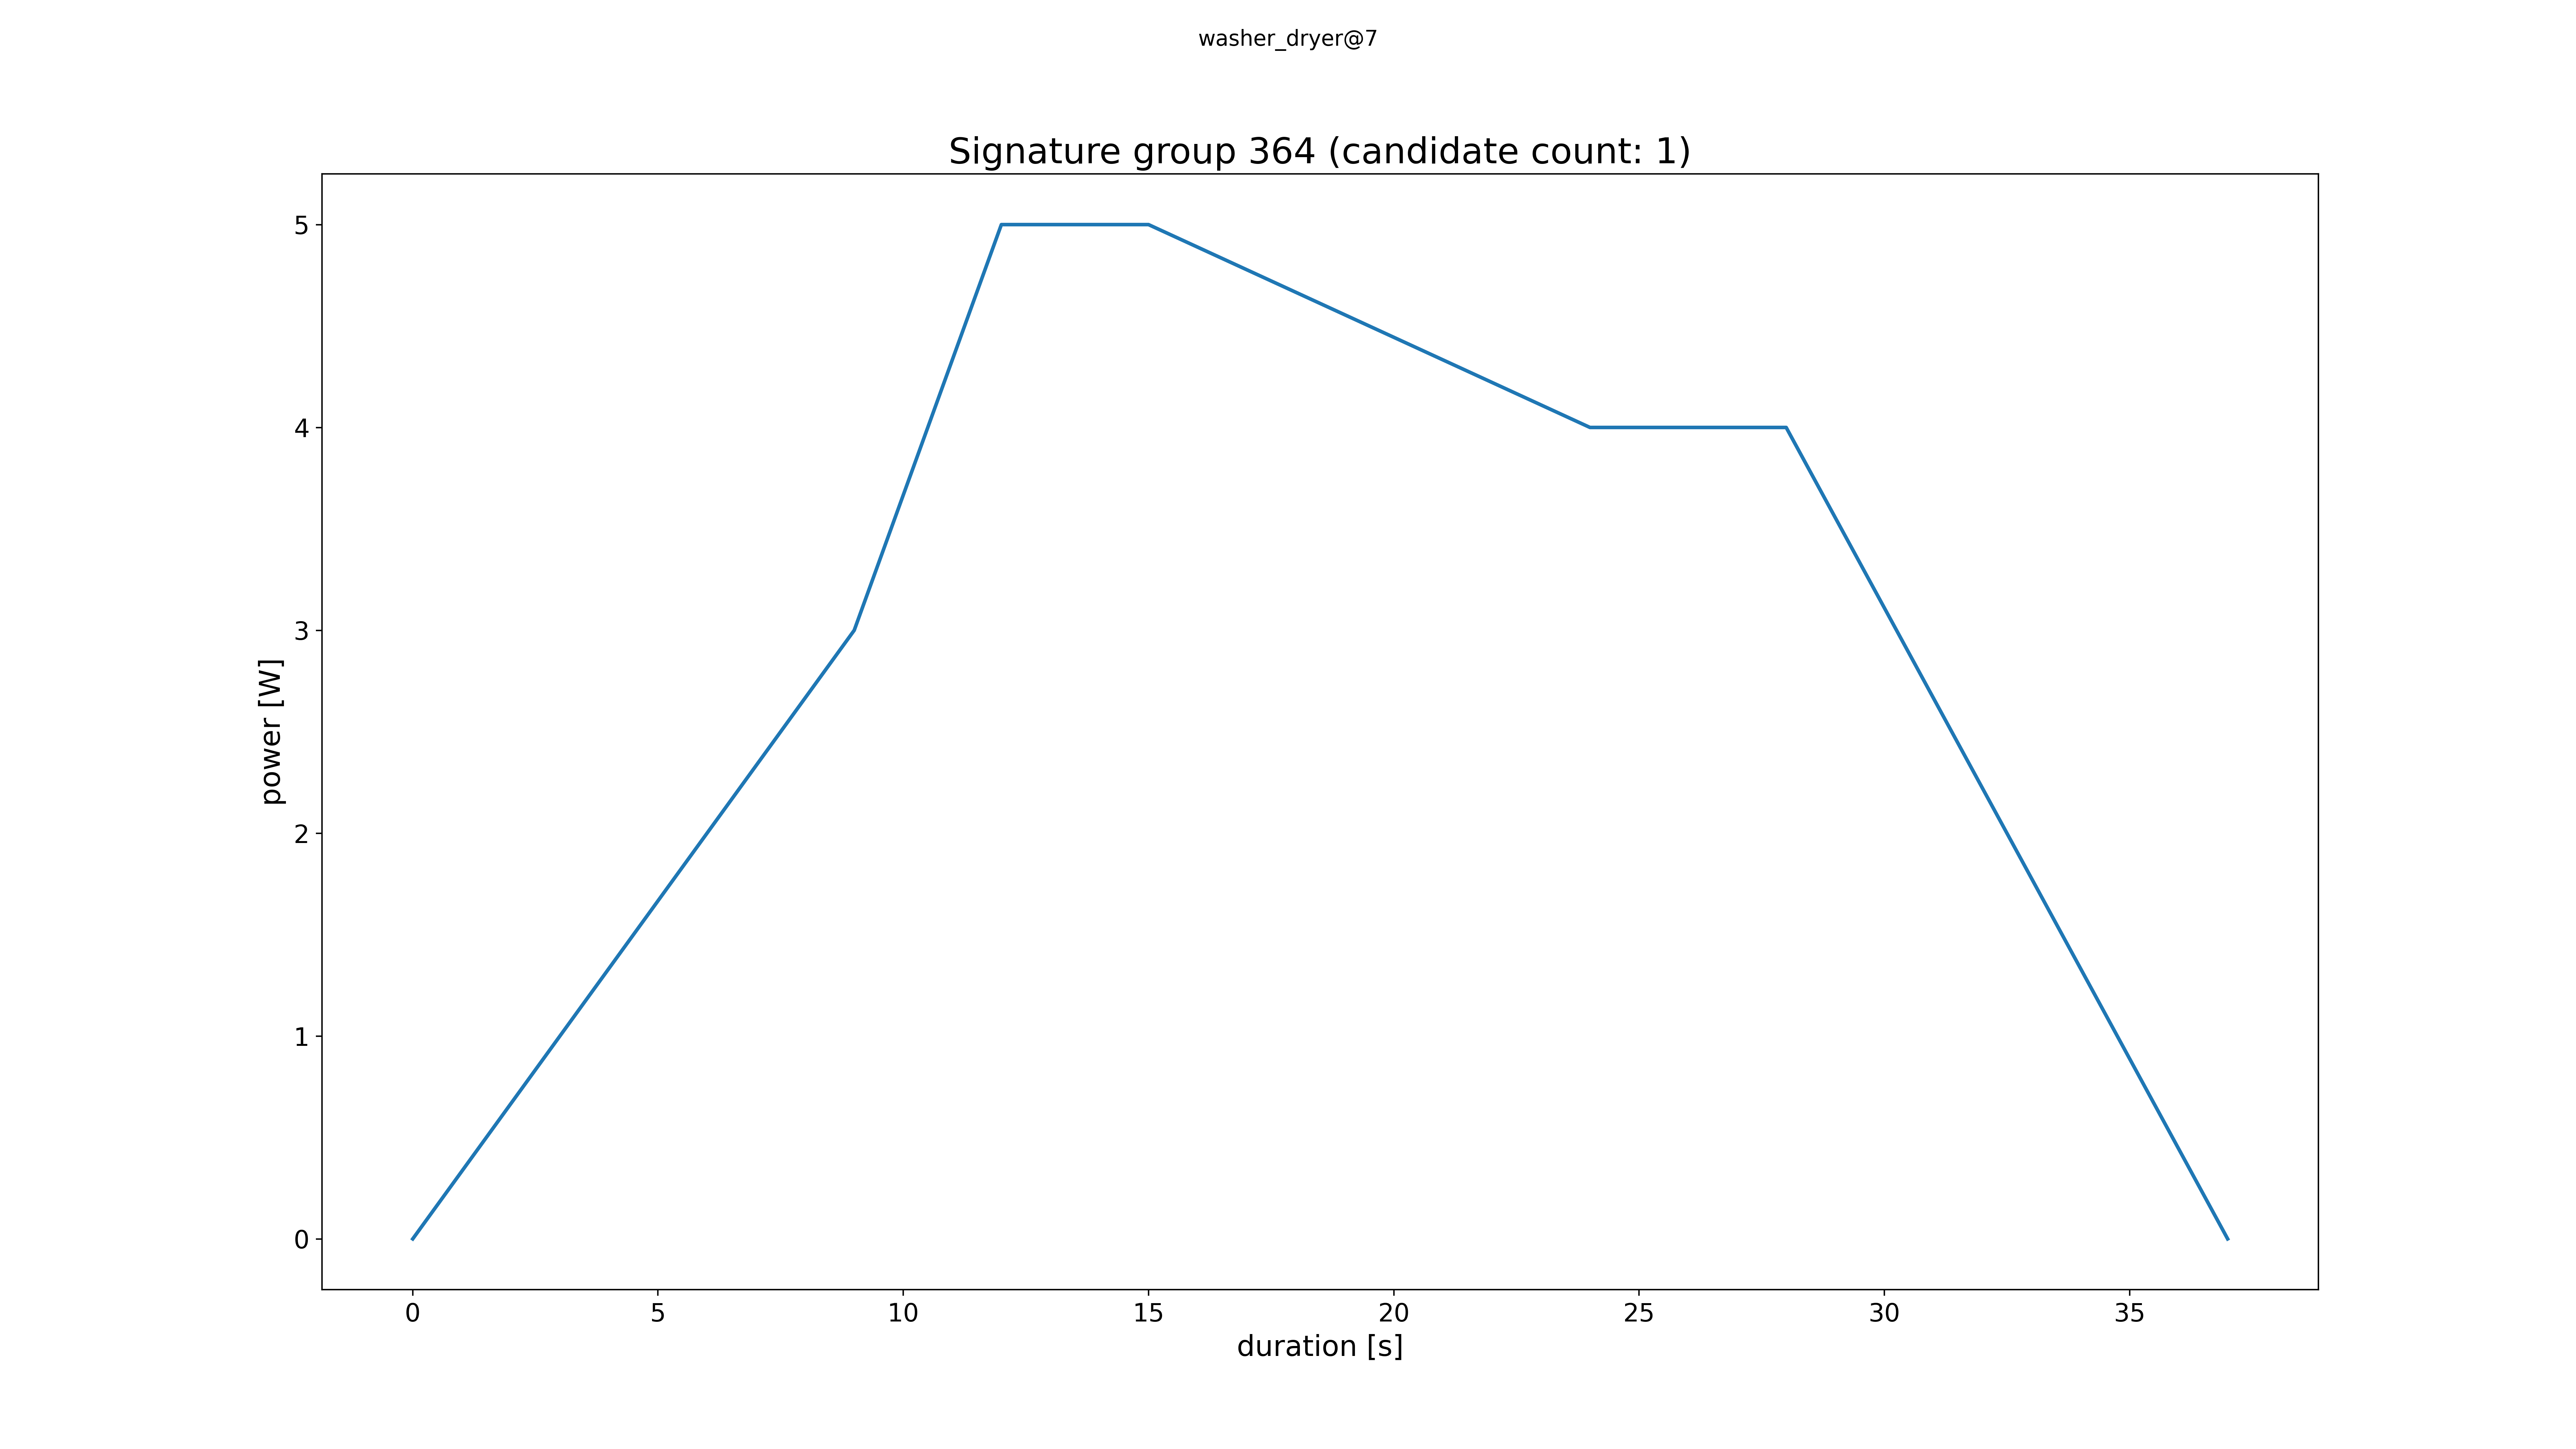 washer_dryer@7
Signature group 364 (candidate count: 1)
5
4
3
2
1
0
power [W]
0 5 10 15 20 25 30 35
duration [s]